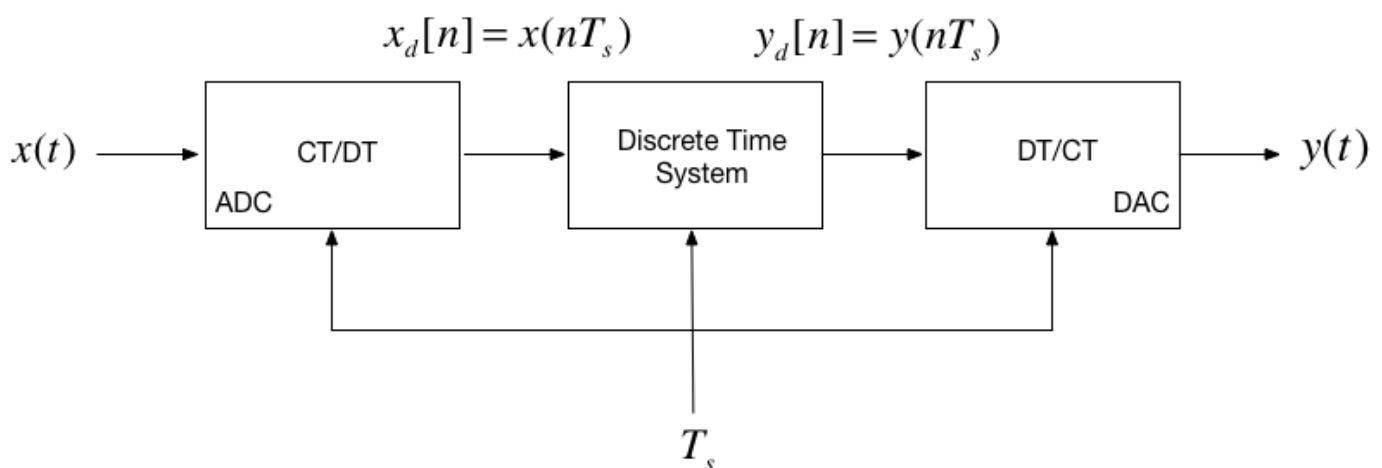 x_d[n] = x(nT_s)
y_d[n] = y(nT_s)
x(t)
CT/DT
ADC
Discrete Time
System
DT/CT
DAC
y(t)
T_s